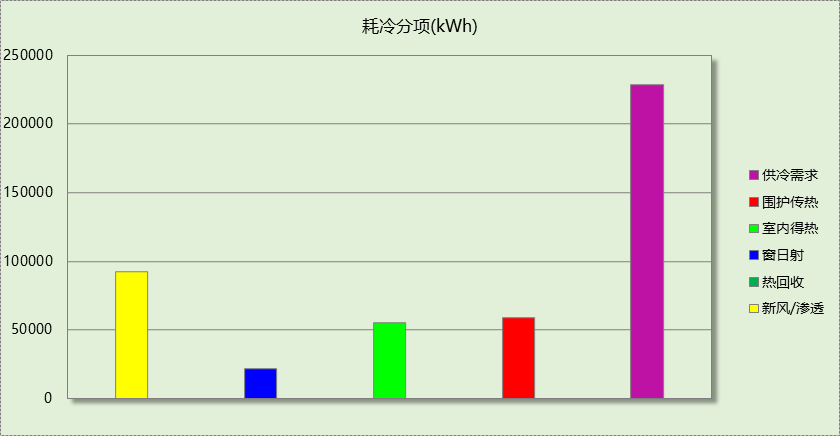 耗冷分项(kWh)
250000
200000
150000
100000
50000
0
供冷需求
围护传热
室内得热
窗日射
热回收
新风/渗透